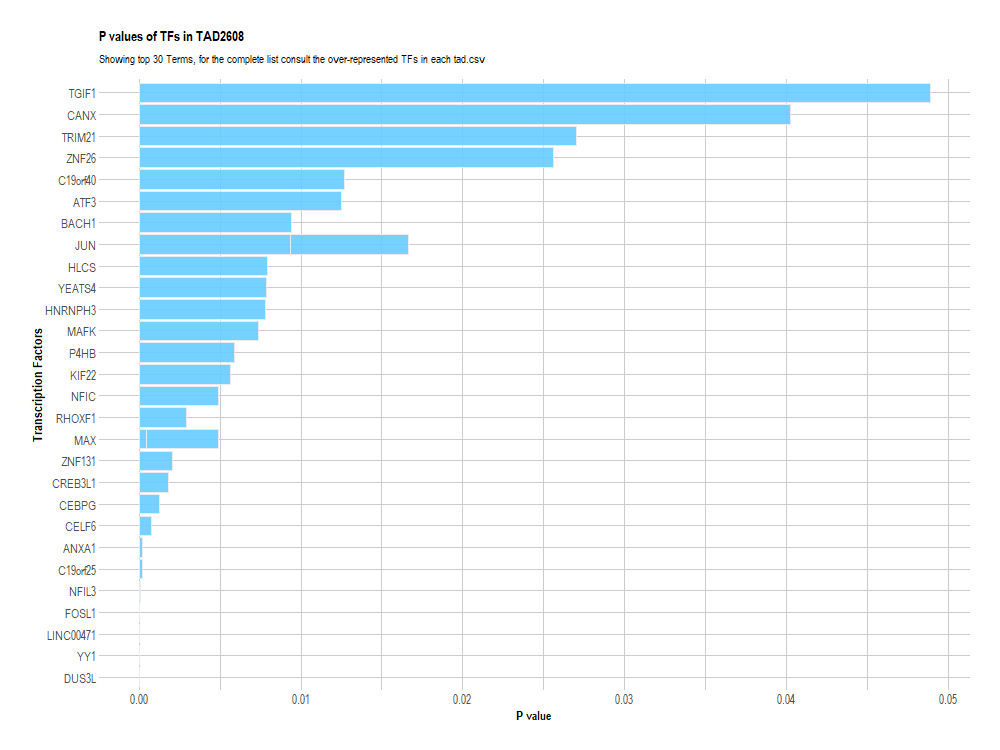 P values of TFs in TAD2608
Showing top 30 Terms, for the complete list consult the over-represented TFs in each tad.csv
TGIF1
CANX
TRIM21
ZNF26
C19orf40
ATF3
BACH1
JUN
HLCS
YEATS4
HNRNPH3
MAFK
P4HB
KIF22
NFIC
RHOXF1
MAX
ZNF131
CREB3L1
CEBPG
CELF6
ANXA1
C19orf25
NFIL3
FOSL1
LINC00471
YY1
DUS3L
Transcription Factors
0.00 0.01 0.02 0.03 0.04 0.05
P value